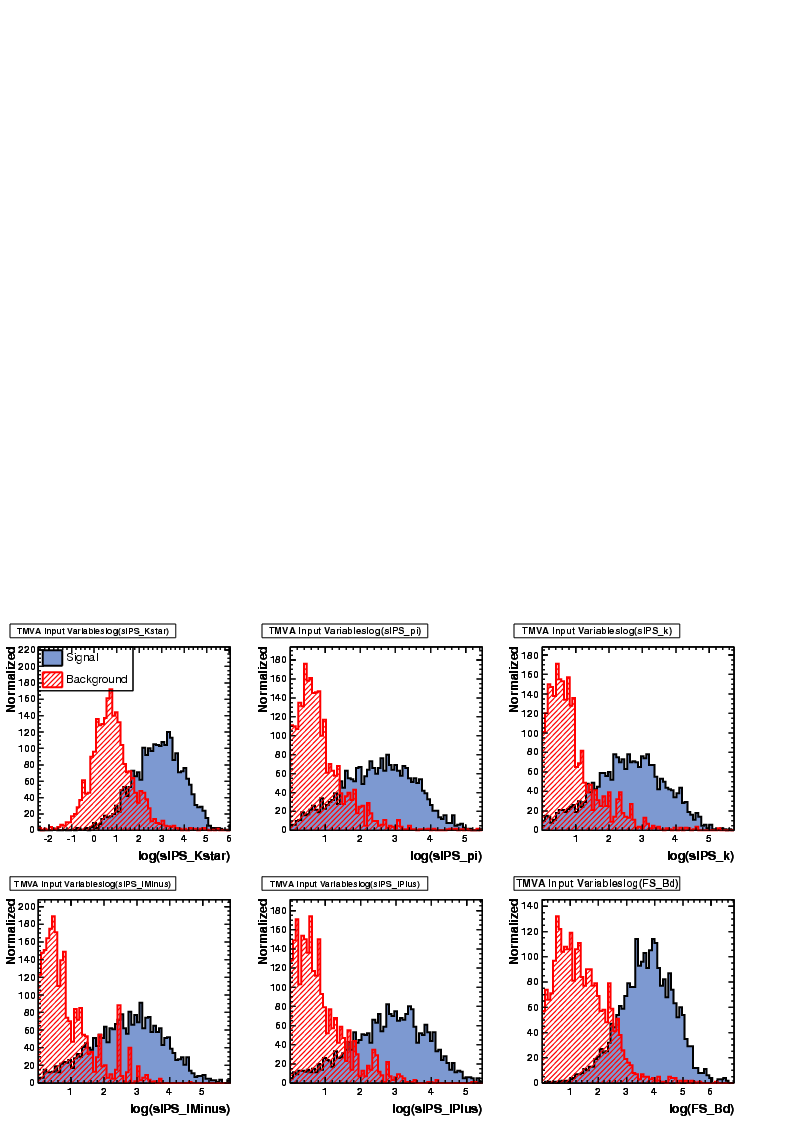 TMVA Input Variableslog(sIPS_Kstar)
Normalized
220
200
180
160
140
120
100
80
60
40
20
0
Signal
Background
-2 -1 0 1 2 3 4 5 6
log(sIPS_Kstar)
TMVA Input Variableslog(sIPS_pi)
Normalized
180
160
140
120
100
80
60
40
20
0
1 2 3 4 5
log(sIPS_pi)
TMVA Input Variableslog(sIPS_k)
Normalized
180
160
140
120
100
80
60
40
20
0
1 2 3 4 5
log(sIPS_k)
TMVA Input Variableslog(sIPS_lMinus)
Normalized
200
180
160
140
120
100
80
60
40
20
0
1 2 3 4 5
log(sIPS_lMinus)
TMVA Input Variableslog(sIPS_lPlus)
Normalized
180
160
140
120
100
80
60
40
20
0
1 2 3 4 5
log(sIPS_lPlus)
TMVA Input Variableslog(FS_Bd)
Normalized
140
120
100
80
60
40
20
0
1 2 3 4 5 6
log(FS_Bd)